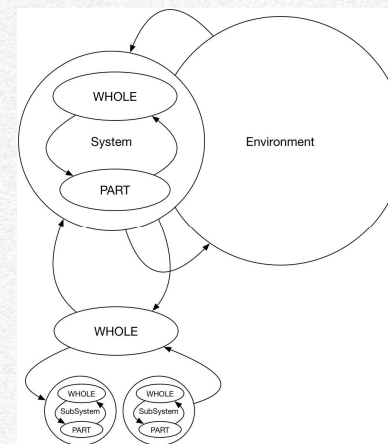 WHOLE
System
Environment
PART
WHOLE
WHOLE
SubSystem
PART
WHOLE
SubSystem
PART